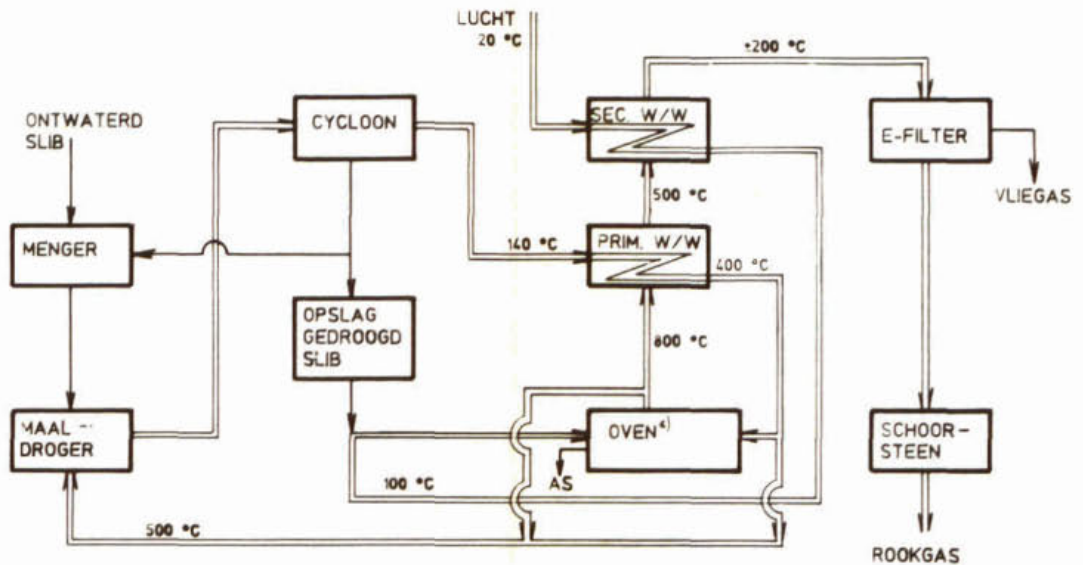 LUCHT
20 °C
±200 °C
ONTWATERD
SLIB
CYCLOON
SEC. W/W
E-FILTER
VLIEGAS
500 °C
MENGER
140 °C
PRIM. W/W
400 °C
OPSLAG
GEDROOGD
SLIB
800 °C
MAAL-
DROGER
OVEN
SCHOOR-
STEEN
AS
100 °C
500 °C
ROOKGAS